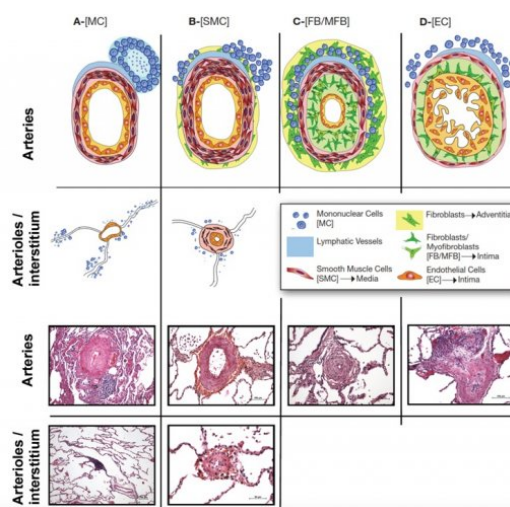 A-[MC]
B-[SMC]
C-[FB/MFB]
D-[EC]
Arteries
Arterioles /
interstitium
Mononuclear Cells
[MC]
Lymphatic Vessels
Smooth Muscle Cells
[SMC] → Media
Fibroblasts → Adventitia
Fibroblasts/
Myofibroblasts
[FB/MFB] → Intima
Endothelial Cells
[EC] → Intima
Arteries
Arterioles /
interstitium